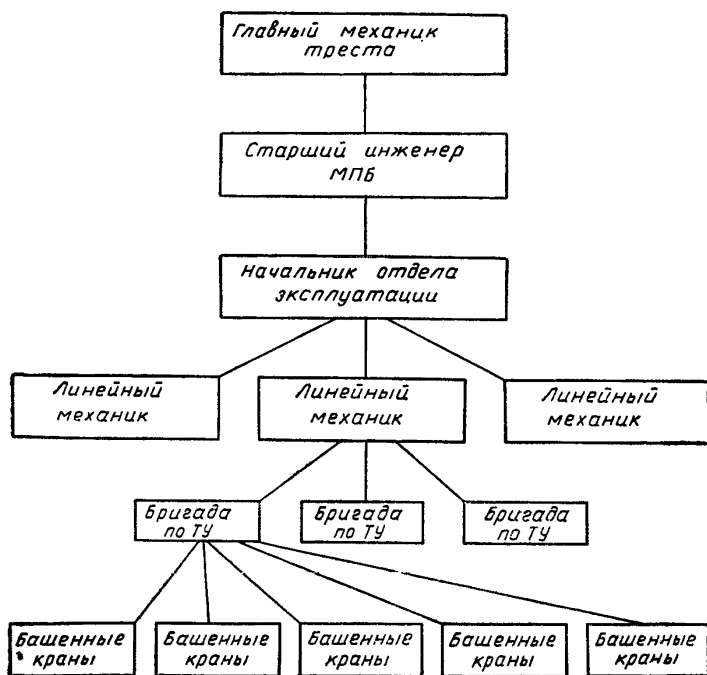 Главный механик
треста
Старший инженер
МПБ
Начальник отдела
эксплуатации
Линейный
механик
Линейный
механик
Линейный
механик
Бригада
по ТУ
Бригада
по ТУ
Бригада
по ТУ
Башенные
краны
Башенные
краны
Башенные
краны
Башенные
краны
Башенные
краны